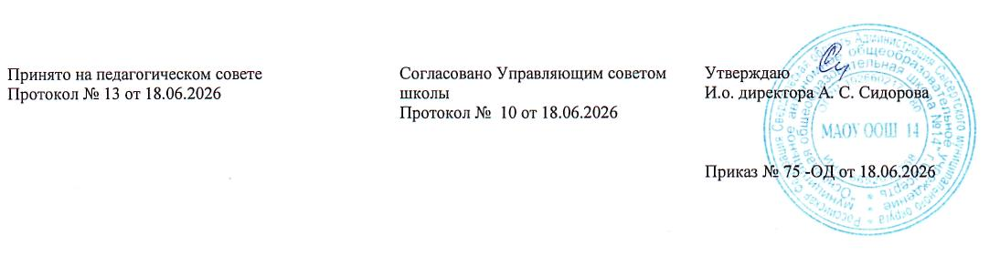 Принято на педагогическом совете
Протокол № 13 от 18.06.2026
Согласовано Управляющим советом
школы
Протокол № 10 от 18.06.2026
Утверждаю
И.о. директора А. С. Сидорова
Приказ № 75 -ОД от 18.06.2026
МАОУ ООШ 14